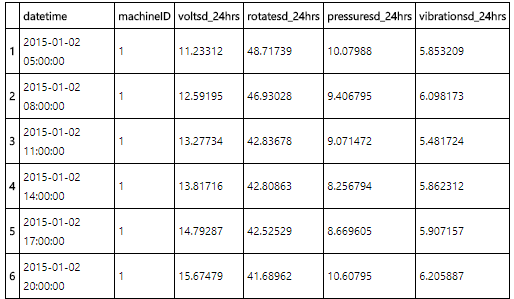 datetime machineID voltsd_24hrs rotatesd_24hrs pressuresd_24hrs vibrationsd_24hrs
1 2015-01-02 05:00:00 1 11.23312 48.71739 10.07988 5.853209
2 2015-01-02 08:00:00 1 12.59195 46.93028 9.406795 6.098173
3 2015-01-02 11:00:00 1 13.27734 42.83678 9.071472 5.481724
4 2015-01-02 14:00:00 1 13.81716 42.80863 8.256794 5.862312
5 2015-01-02 17:00:00 1 14.79287 42.52529 8.669605 5.907157
6 2015-01-02 20:00:00 1 15.67479 41.68962 10.60795 6.205887